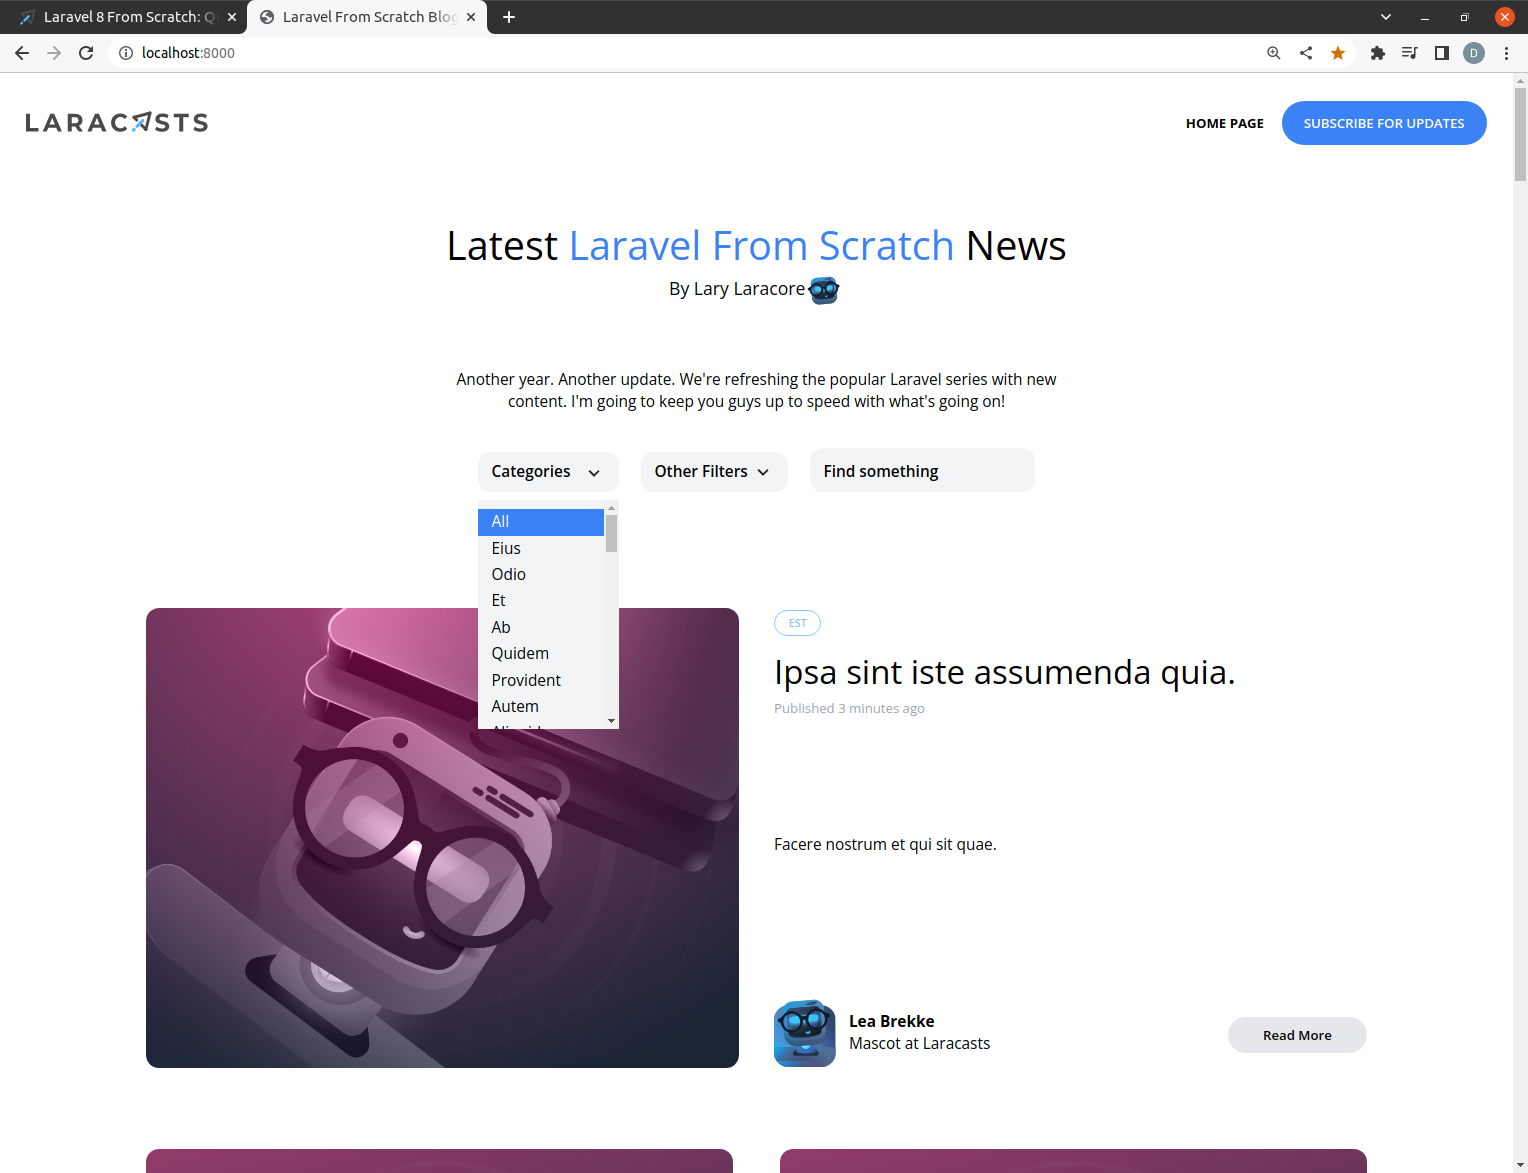 Laravel 8 From Scratch: Q
Laravel From Scratch Blog
localhost:8000
D
LARACASTS
HOME PAGE
SUBSCRIBE FOR UPDATES
Latest Laravel From Scratch News
By Lary Laracore
Another year. Another update. We're refreshing the popular Laravel series with new
content. I'm going to keep you guys up to speed with what's going on!
Categories
Other Filters
Find something
All
Eius
Odio
Et
Ab
Quidem
Provident
Autem
EST
Ipsa sint iste assumenda quia.
Published 3 minutes ago
Facere nostrum et qui sit quae.
Lea Brekke
Mascot at Laracasts
Read More